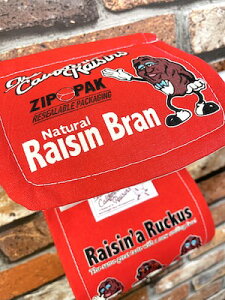 The
California Raisins
ZIP PAK
RESEALABLE PACKAGING
Natural
Raisin Bran
Raisin'a Ruckus